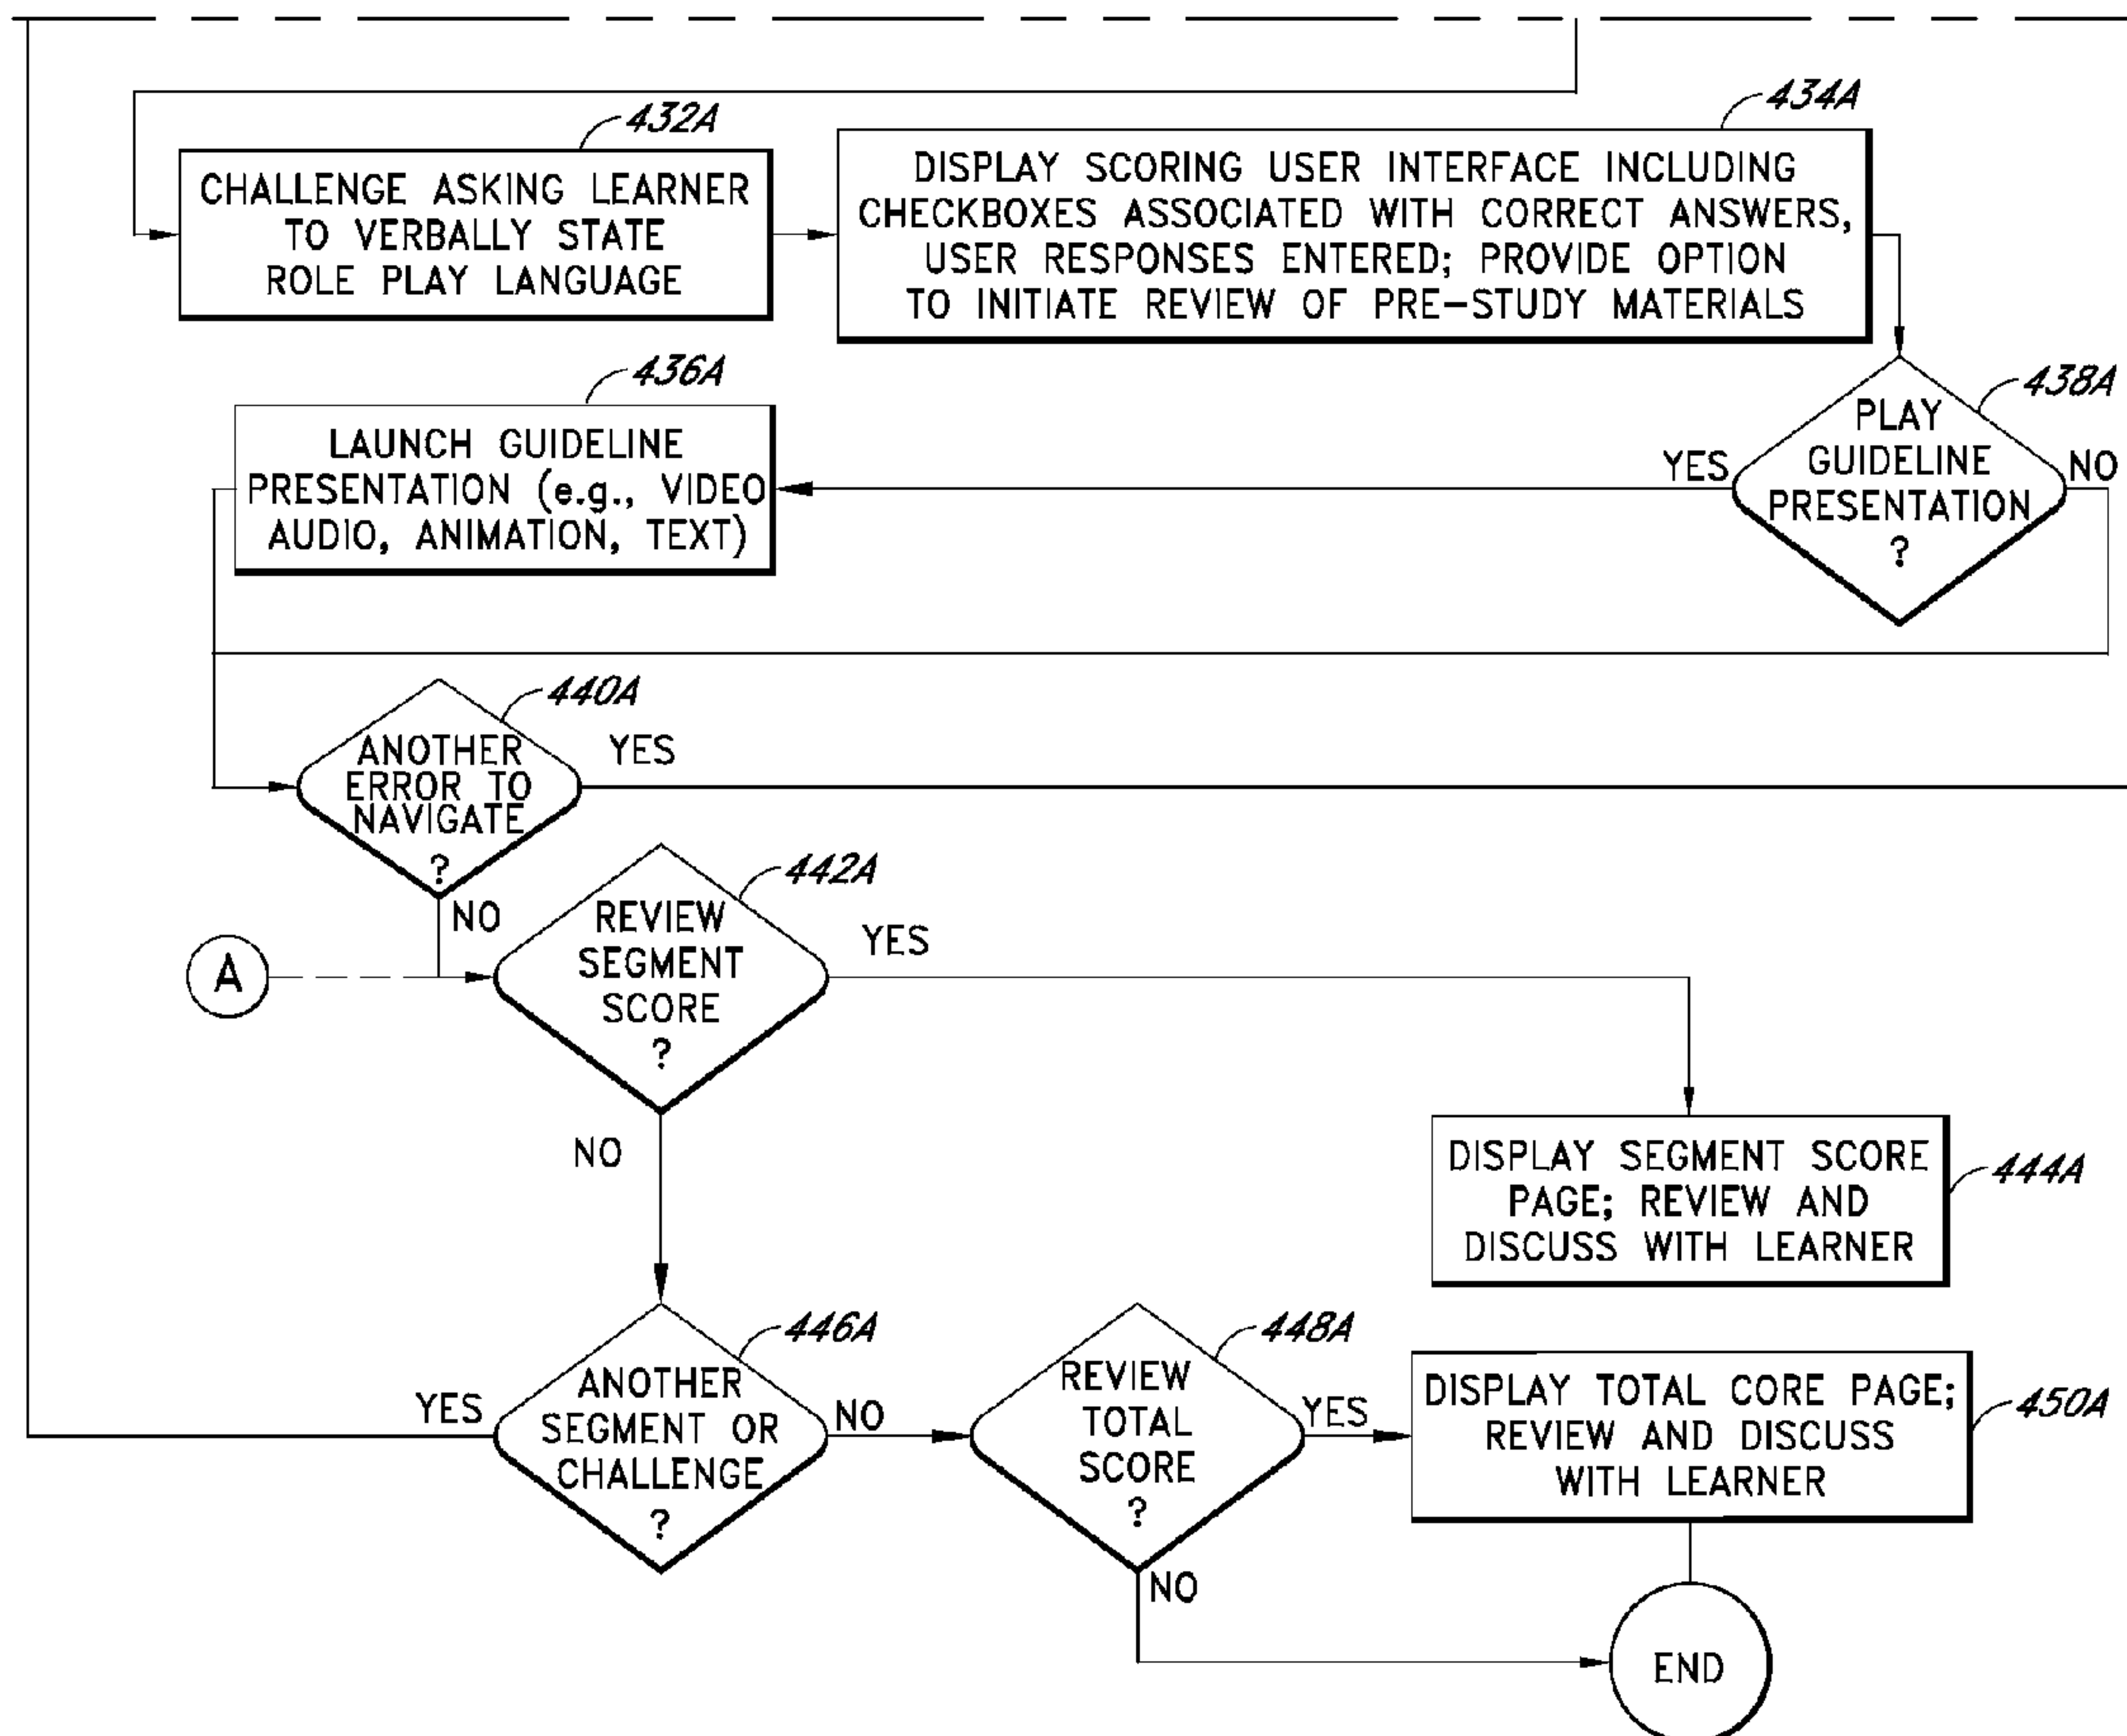 432A
CHALLENGE ASKING LEARNER
TO VERBALLY STATE
ROLE PLAY LANGUAGE
434A
DISPLAY SCORING USER INTERFACE INCLUDING
CHECKBOXES ASSOCIATED WITH CORRECT ANSWERS,
USER RESPONSES ENTERED; PROVIDE OPTION
TO INITIATE REVIEW OF PRE-STUDY MATERIALS
436A
LAUNCH GUIDELINE
PRESENTATION (e.g., VIDEO
AUDIO, ANIMATION, TEXT)
438A
PLAY
GUIDELINE
PRESENTATION
?
YES
NO
440A
ANOTHER
ERROR TO
NAVIGATE
?
YES
NO
A
442A
REVIEW
SEGMENT
SCORE
?
YES
NO
DISPLAY SEGMENT SCORE
PAGE; REVIEW AND
DISCUSS WITH LEARNER
444A
446A
ANOTHER
SEGMENT OR
CHALLENGE
?
YES
NO
448A
REVIEW
TOTAL
SCORE
?
YES
NO
DISPLAY TOTAL CORE PAGE;
REVIEW AND DISCUSS
WITH LEARNER
450A
END